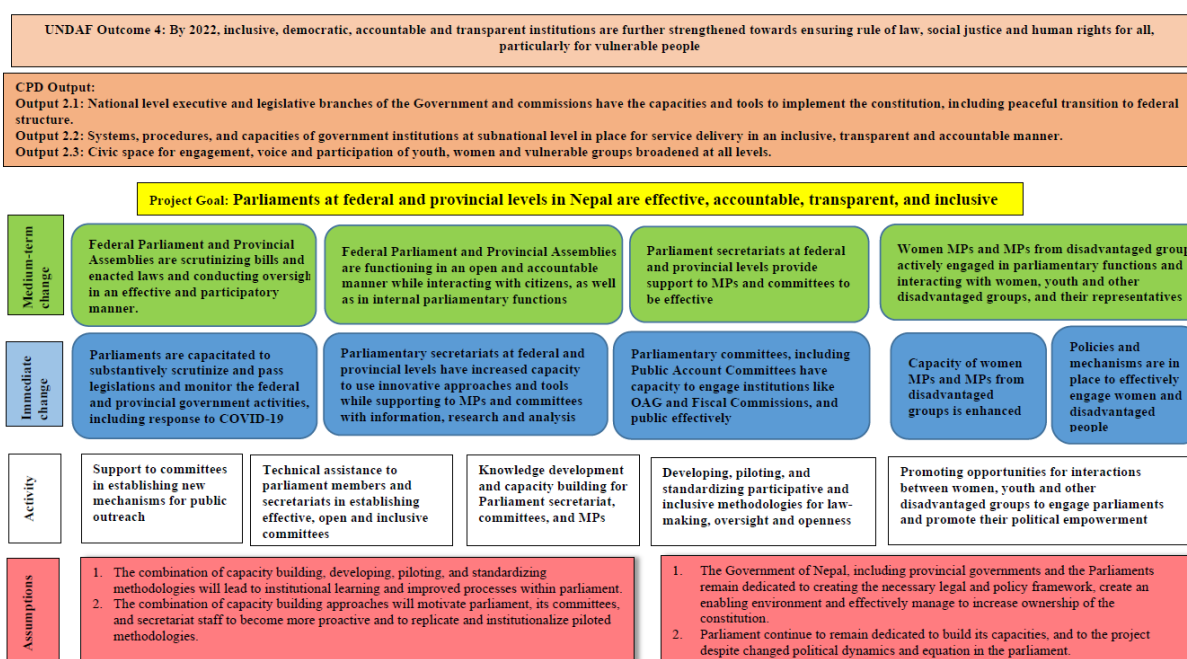 UNDAF Outcome 4: By 2022, inclusive, democratic, accountable and transparent institutions are further strengthened towards ensuring rule of law, social justice and human rights for all,
particularly for vulnerable people
CPD Output:
Output 2.1: National level executive and legislative branches of the Government and commissions have the capacities and tools to implement the constitution, including peaceful transition to federal
structure.
Output 2.2: Systems, procedures, and capacities of government institutions at subnational level in place for service delivery in an inclusive, transparent and accountable manner.
Output 2.3: Civic space for engagement, voice and participation of youth, women and vulnerable groups broadened at all levels.
Project Goal: Parliaments at federal and provincial levels in Nepal are effective, accountable, transparent, and inclusive
Medium-term
change
Federal Parliament and Provincial
Assemblies are scrutinizing bills and
enacted laws and conducting oversigh
in an effective and participatory
manner.
Federal Parliament and Provincial Assemblies
are functioning in an open and accountable
manner while interacting with citizens, as well
as in internal parliamentary functions
Parliament secretariats at federal
and provincial levels provide
support to MPs and committees to
be effective
Women MPs and MPs from disadvantaged group
actively engaged in parliamentary functions and
interacting with women, youth and other
disadvantaged groups, and their representatives
Immediate
change
Parliaments are capacitated to
substantively scrutinize and pass
legislations and monitor the federal
and provincial government activities,
including response to COVID-19
Parliamentary secretariats at federal and
provincial levels have increased capacity
to use innovative approaches and tools
while supporting to MPs and committees
with information, research and analysis
Parliamentary committees, including
Public Account Committees have
capacity to engage institutions like
OAG and Fiscal Commissions, and
public effectively
Capacity of women
MPs and MPs from
disadvantaged
groups is enhanced
Policies and
mechanisms are in
place to effectively
engage women and
disadvantaged
people
Activity
Support to committees
in establishing new
mechanisms for public
outreach
Technical assistance to
parliament members and
secretariats in establishing
effective, open and inclusive
committees
Knowledge development
and capacity building for
Parliament secretariat,
committees, and MPs
Developing, piloting, and
standardizing participative and
inclusive methodologies for law-
making, oversight and openness
Promoting opportunities for interactions
between women, youth and other
disadvantaged groups to engage parliaments
and promote their political empowerment
Assumptions
1. The combination of capacity building, developing, piloting, and standardizing
methodologies will lead to institutional learning and improved processes within parliament.
2. The combination of capacity building approaches will motivate parliament, its committees,
and secretariat staff to become more proactive and to replicate and institutionalize piloted
methodologies.
1. The Government of Nepal, including provincial governments and the Parliaments
remain dedicated to creating the necessary legal and policy framework, create an
enabling environment and effectively manage to increase ownership of the
constitution.
2. Parliament continue to remain dedicated to build its capacities, and to the project
despite changed political dynamics and equation in the parliament.